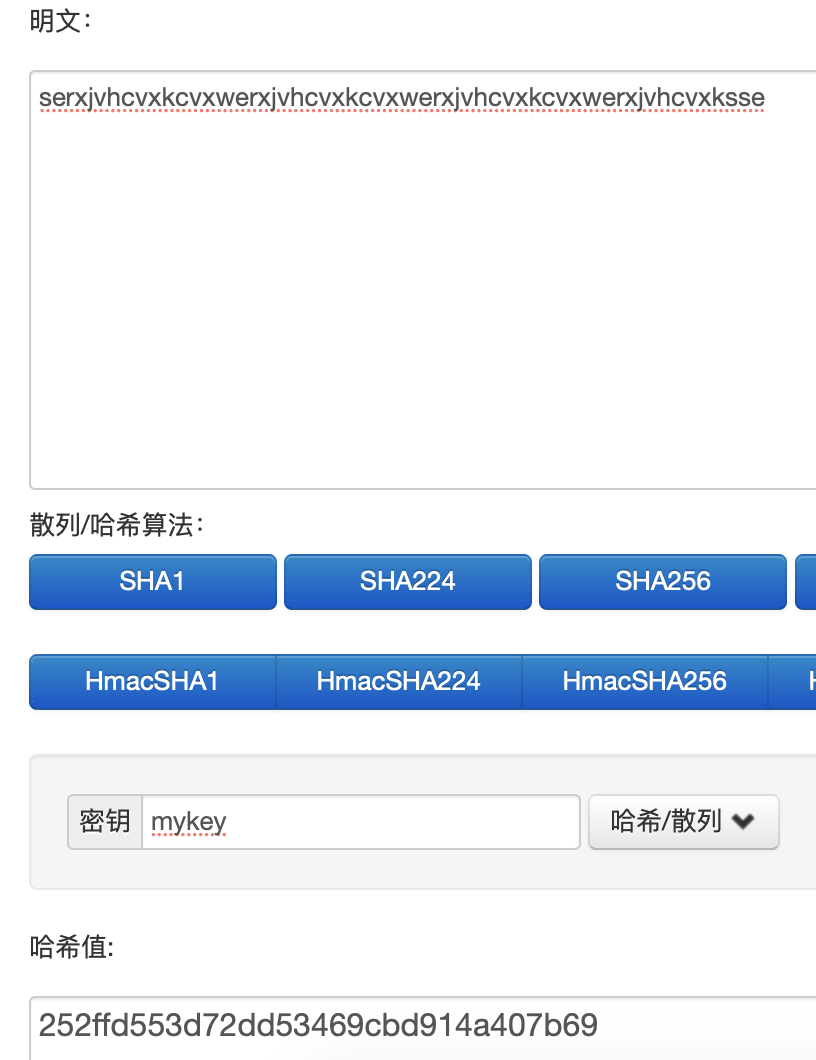 明文：
serxjvhcvxkcvxwerxjvhcvxkcvxwerxjvhcvxkcvxwerxjvhcvxksse
散列/哈希算法：
SHA1 SHA224 SHA256
HmacSHA1 HmacSHA224 HmacSHA256
密钥 mykey 哈希/散列
哈希值:
252ffd553d72dd53469cbd914a407b69